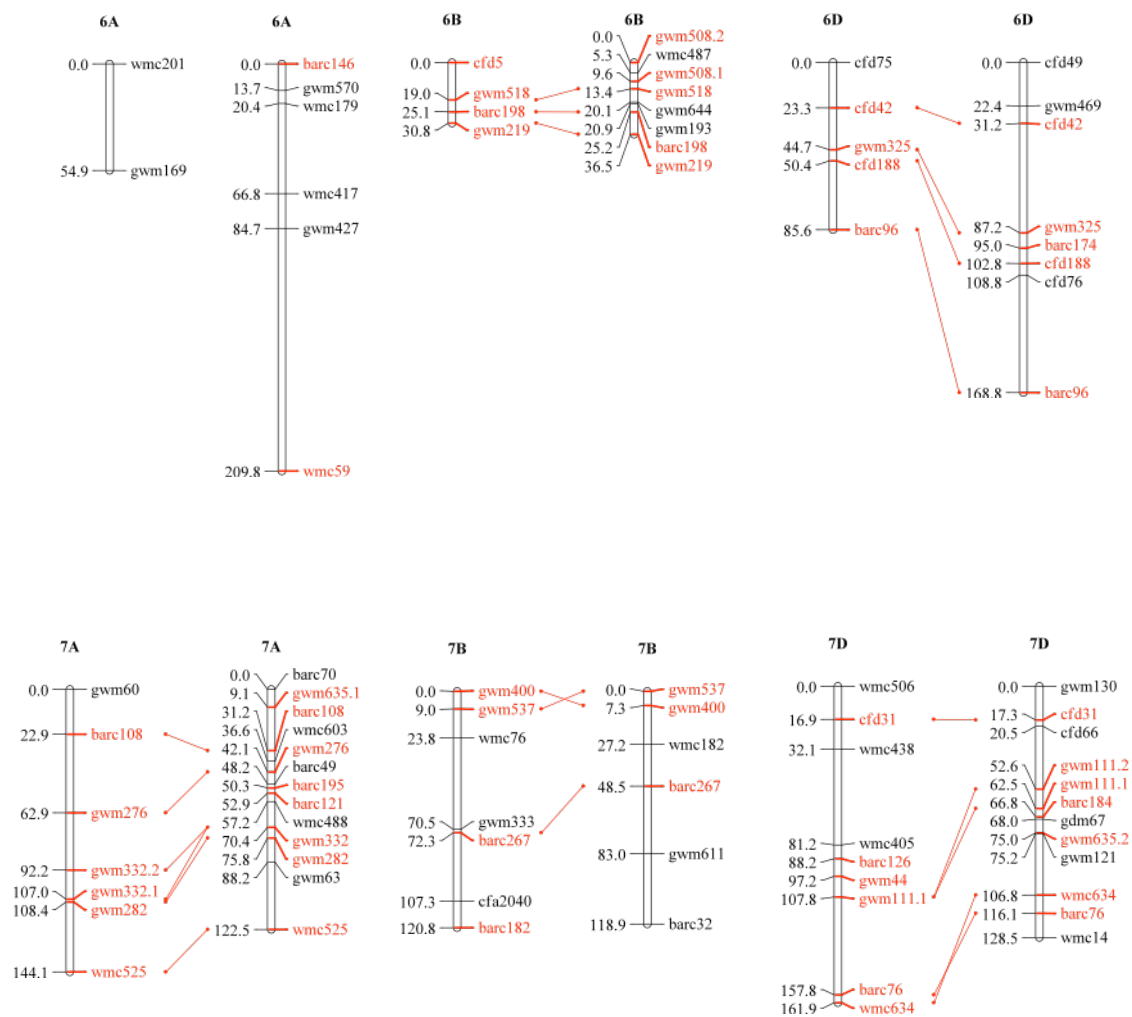 6A
0.0 wmc201
54.9 gwm169
6A
0.0 barc146
13.7 gwm570
20.4 wmc179
66.8 wmc417
84.7 gwm427
209.8 wmc59
6B
0.0 cfd5
19.0 gwm518
25.1 barc198
30.8 gwm219
6B
0.0 gwm508.2
5.3 wmc487
9.6 gwm508.1
13.4 gwm518
20.1 gwm644
20.9 gwm193
25.2 barc198
36.5 gwm219
6D
0.0 cfd75
23.3 cfd42
44.7 gwm325
50.4 cfd188
85.6 barc96
6D
0.0 cfd49
22.4 gwm469
31.2 cfd42
87.2 gwm325
95.0 barc174
102.8 cfd188
108.8 cfd76
168.8 barc96
7A
0.0 gwm60
22.9 barc108
62.9 gwm276
92.2 gwm332.2
107.0 gwm332.1
108.4 gwm282
144.1 wmc525
7A
0.0 barc70
9.1 gwm635.1
31.2 barc108
36.6 wmc603
42.1 gwm276
48.2 barc49
50.3 barc195
52.9 barc121
57.2 wmc488
70.4 gwm332
75.8 gwm282
88.2 gwm63
122.5 wmc525
7B
0.0 gwm400
9.0 gwm537
23.8 wmc76
70.5 gwm333
72.3 barc267
107.3 cfa2040
120.8 barc182
7B
0.0 gwm537
7.3 gwm400
27.2 wmc182
48.5 barc267
83.0 gwm611
118.9 barc32
7D
0.0 wmc506
16.9 cfd31
32.1 wmc438
81.2 wmc405
88.2 barc126
97.2 gwm44
107.8 gwm111.1
157.8 barc76
161.9 wmc634
7D
0.0 gwm130
17.3 cfd31
20.5 cfd66
52.6 gwm111.2
62.5 gwm111.1
66.8 barc184
68.0 gdm67
75.0 gwm635.2
75.2 gwm121
106.8 wmc634
116.1 barc76
128.5 wmc14